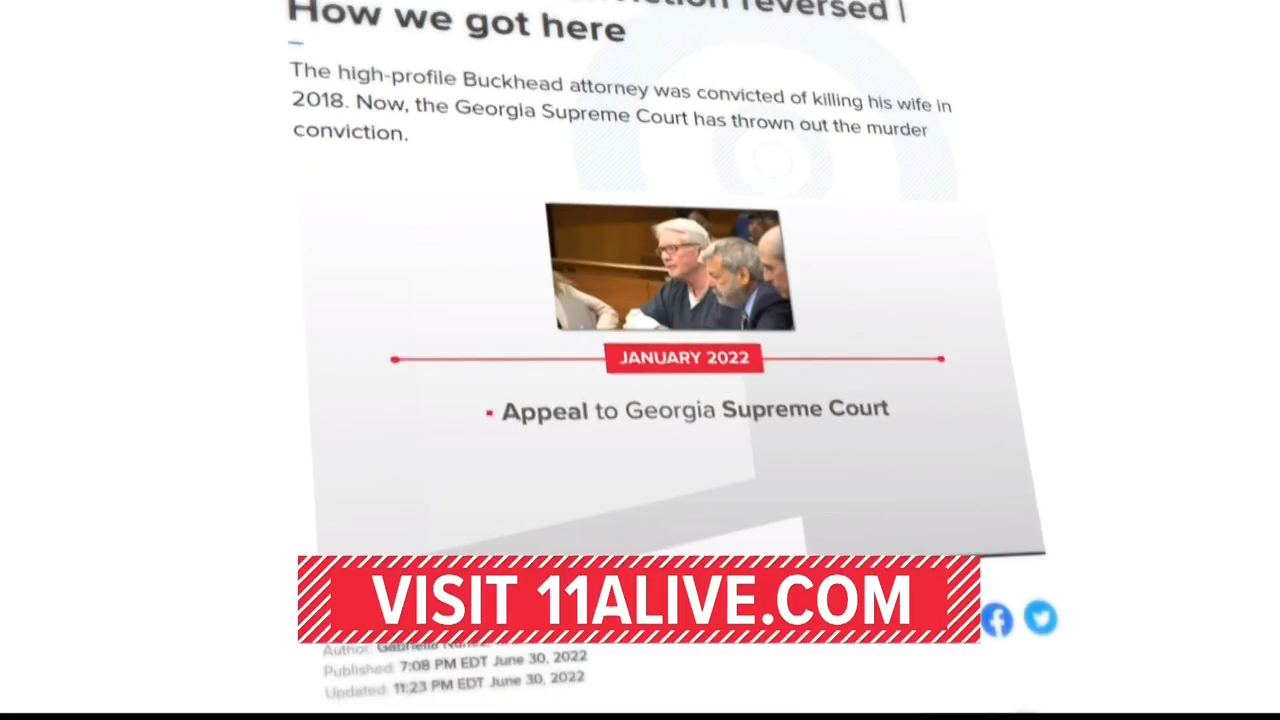 reversed |
How we got here
The high-profile Buckhead attorney was convicted of killing his wife in
2018. Now, the Georgia Supreme Court has thrown out the murder
conviction.
JANUARY 2022
▪ Appeal to Georgia Supreme Court
VISIT 11ALIVE.COM
Author: Gabriella
Published: 7:08 PM EDT June 30, 2022
Updated: 11:23 PM EDT June 30, 2022